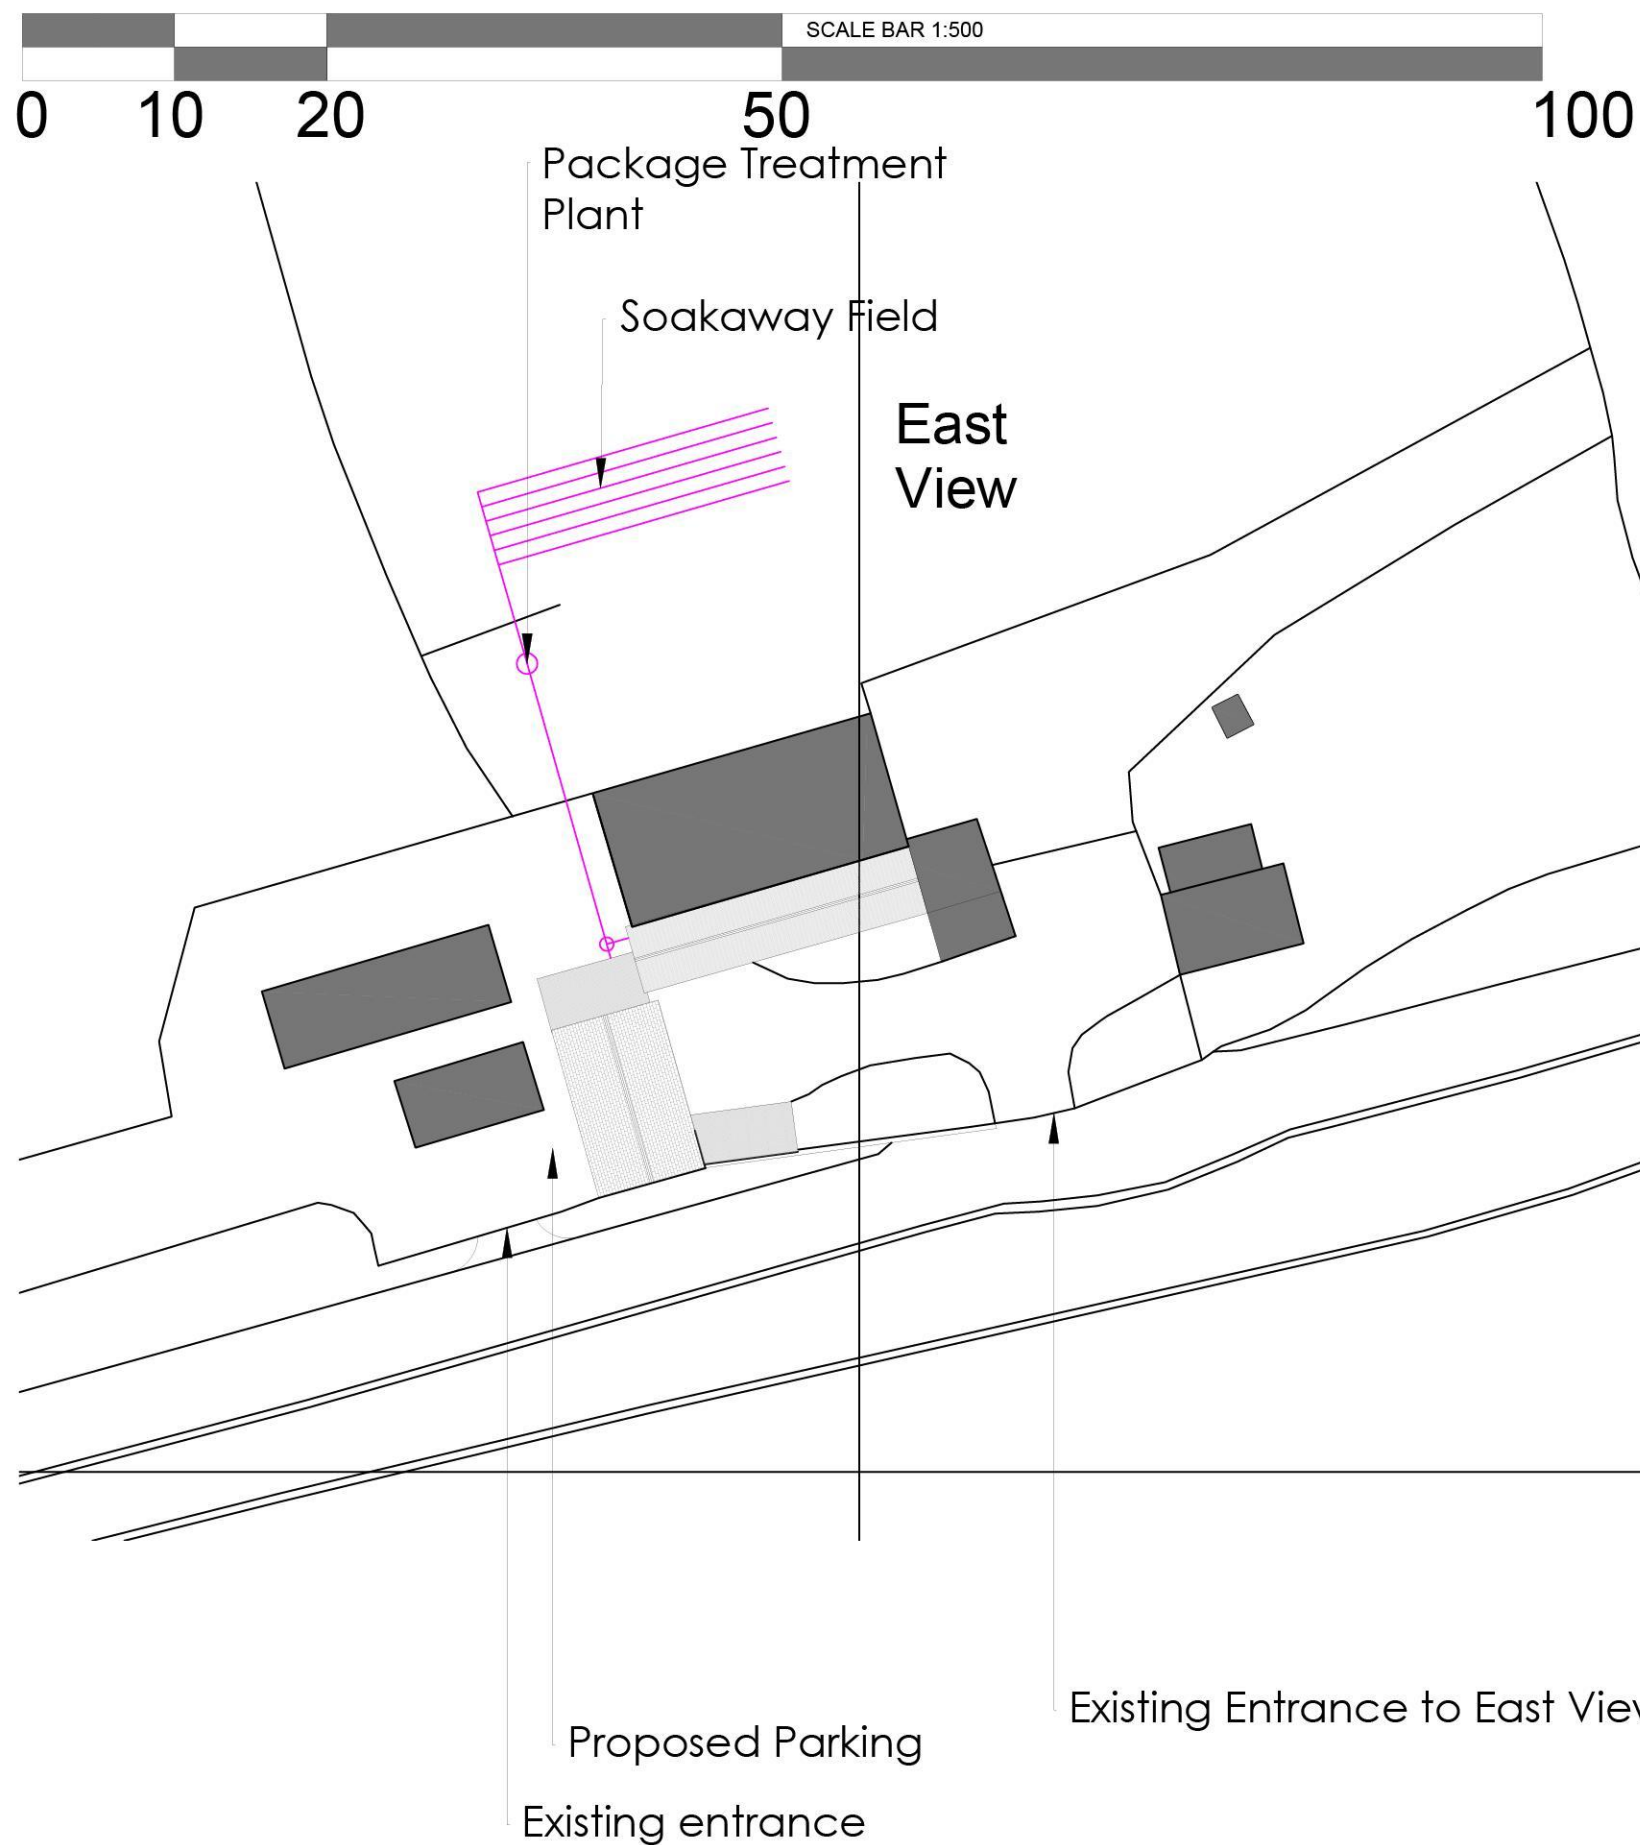 SCALE BAR 1:500
0 10 20 50 100
Package Treatment
Plant
Soakaway Field
East
View
Existing Entrance to East View
Proposed Parking
Existing entrance